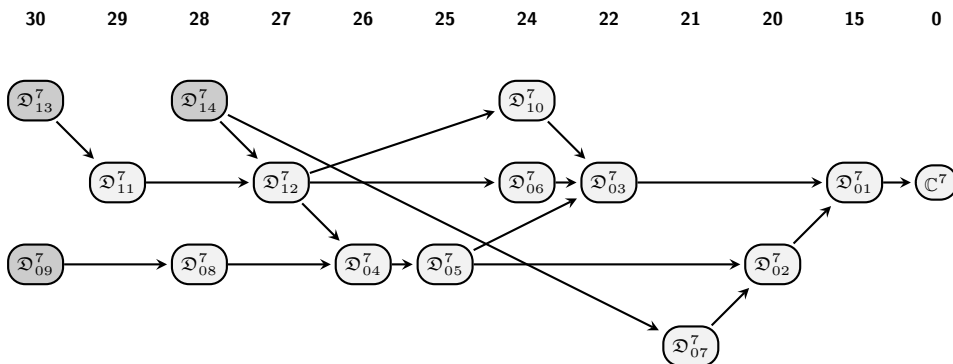 30 29 28 27 26 25 24 22 21 20 15 0
𝔇⁷₁₃ 𝔇⁷₁₄ 𝔇⁷₁₀
𝔇⁷₁₁ 𝔇⁷₁₂ 𝔇⁷₀₆ 𝔇⁷₀₃ 𝔇⁷₀₁ ℂ⁷
𝔇⁷₀₉ 𝔇⁷₀₈ 𝔇⁷₀₄ 𝔇⁷₀₅ 𝔇⁷₀₂
𝔇⁷₀₇